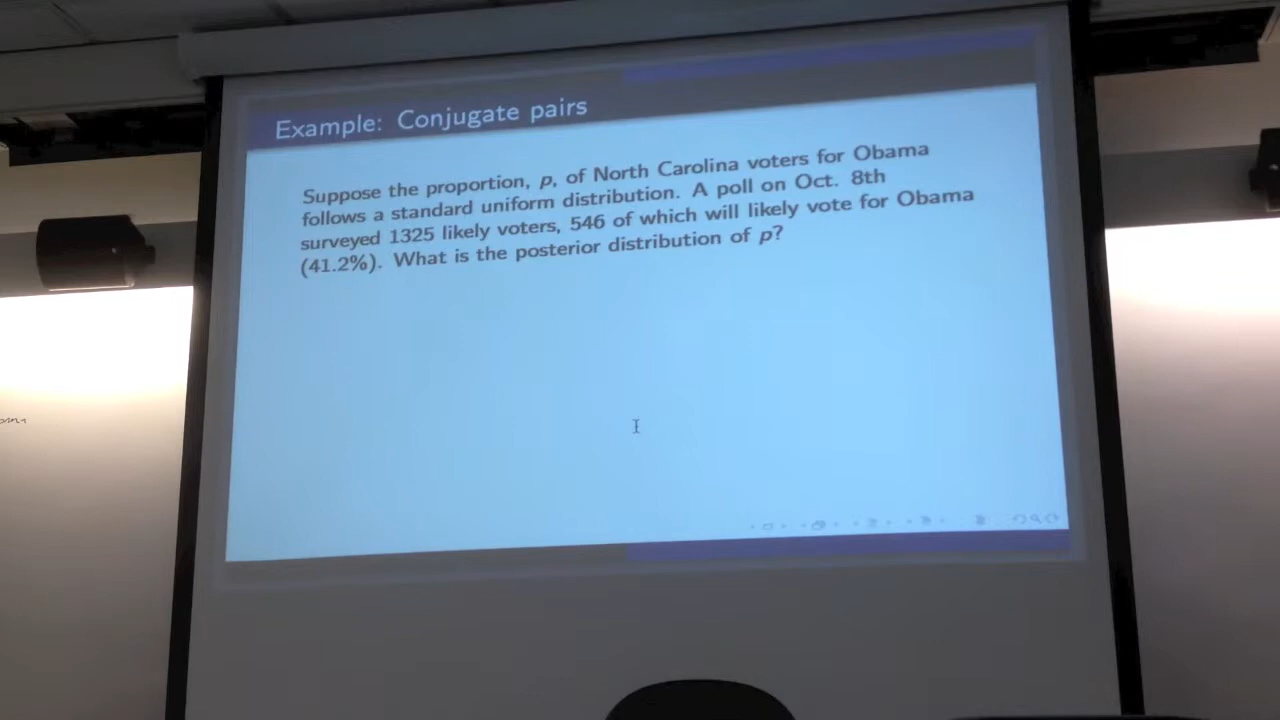 Example: Conjugate pairs
Suppose the proportion, p, of North Carolina voters for Obama
follows a standard uniform distribution. A poll on Oct. 8th
surveyed 1325 likely voters, 546 of which will likely vote for Obama
(41.2%). What is the posterior distribution of p?